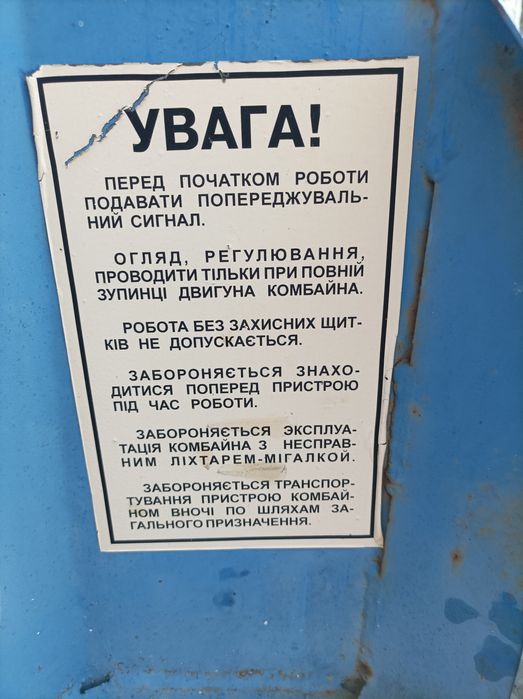 УВАГА!
ПЕРЕД ПОЧАТКОМ РОБОТИ
ПОДАВАТИ ПОПЕРЕДЖУВАЛЬ-
НИЙ СИГНАЛ.
ОГЛЯД, РЕГУЛЮВАННЯ,
ПРОВОДИТИ ТІЛЬКИ ПРИ ПОВНІЙ
ЗУПИНЦІ ДВИГУНА КОМБАЙНА.
РОБОТА БЕЗ ЗАХИСНИХ ЩИТ-
КІВ НЕ ДОПУСКАЄТЬСЯ.
ЗАБОРОНЯЄТЬСЯ ЗНАХО-
ДИТИСЯ ПОПЕРЕД ПРИСТРОЮ
ПІД ЧАС РОБОТИ.
ЗАБОРОНЯЄТЬСЯ ЭКСПЛУА-
ТАЦІЯ КОМБАЙНА З НЕСПРАВ-
НИМ ЛІХТАРЕМ-МІГАЛКОЙ.
ЗАБОРОНЯЄТЬСЯ ТРАНСПОР-
ТУВАННЯ ПРИСТРОЮ КОМБАЙ-
НОМ ВНОЧІ ПО ШЛЯХАМ ЗА-
ГАЛЬНОГО ПРИЗНАЧЕННЯ.